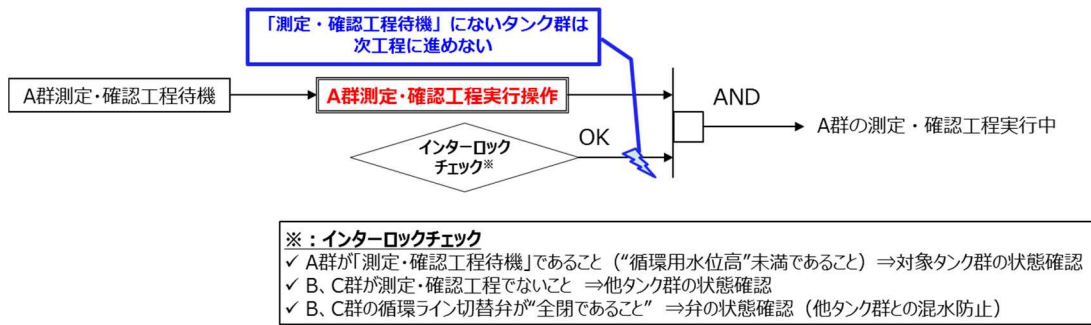 「測定・確認工程待機」にないタンク群は
次工程に進めない
A群測定・確認工程待機
A群測定・確認工程実行操作
AND
A群の測定・確認工程実行中
インターロック
チェック※
OK
※：インターロックチェック
✓ A群が「測定・確認工程待機」であること（“循環用水位高”未満であること）⇒対象タンク群の状態確認
✓ B、C群が測定・確認工程でないこと ⇒他タンク群の状態確認
✓ B、C群の循環ライン切替弁が“全閉であること” ⇒弁の状態確認（他タンク群との混水防止）